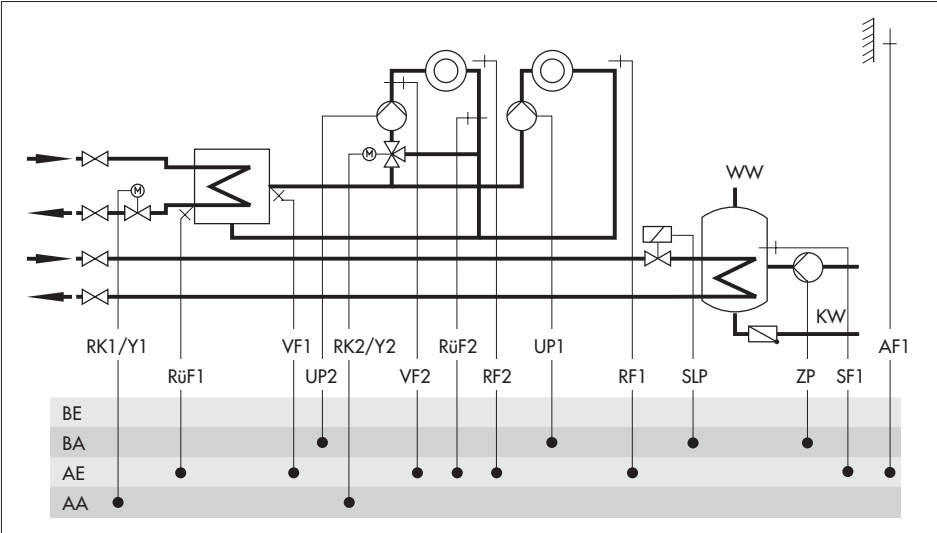 M
WW
M
KW
RK1/Y1 VF1 RK2/Y2 RüF2 UP1 AF1
RüF1 UP2 VF2 RF2 RF1 SLP ZP SF1
BE
BA
AE
AA